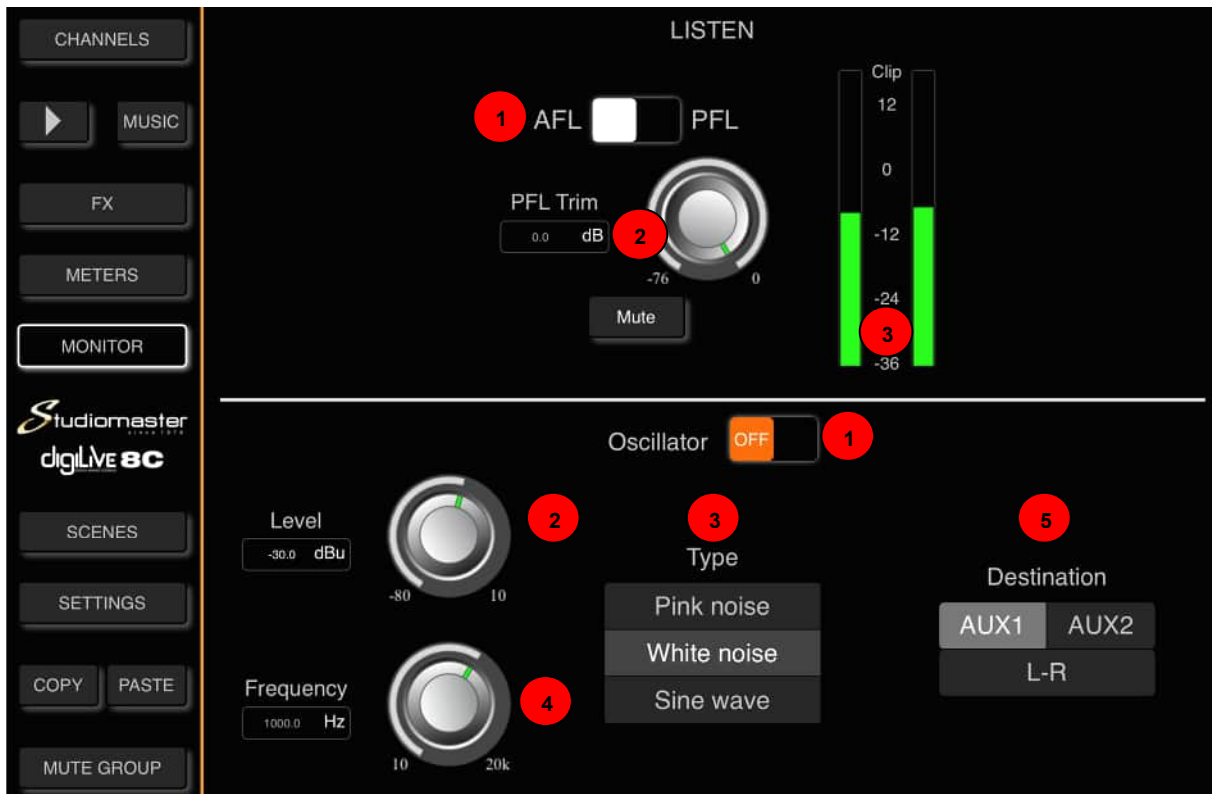 CHANNELS
MUSIC
FX
METERS
MONITOR
Studiomaster
since 1976
digiLiVE 8C
SCENES
SETTINGS
COPY PASTE
MUTE GROUP
LISTEN
1 AFL PFL
PFL Trim
0.0 dB 2
-76 0
Mute
Clip
12
0
-12
-24
3
-36
Oscillator OFF 1
Level
-30.0 dBu
2
-80 10
Frequency
1000.0 Hz
4
10 20k
3
Type
Pink noise
White noise
Sine wave
5
Destination
AUX1 AUX2
L-R